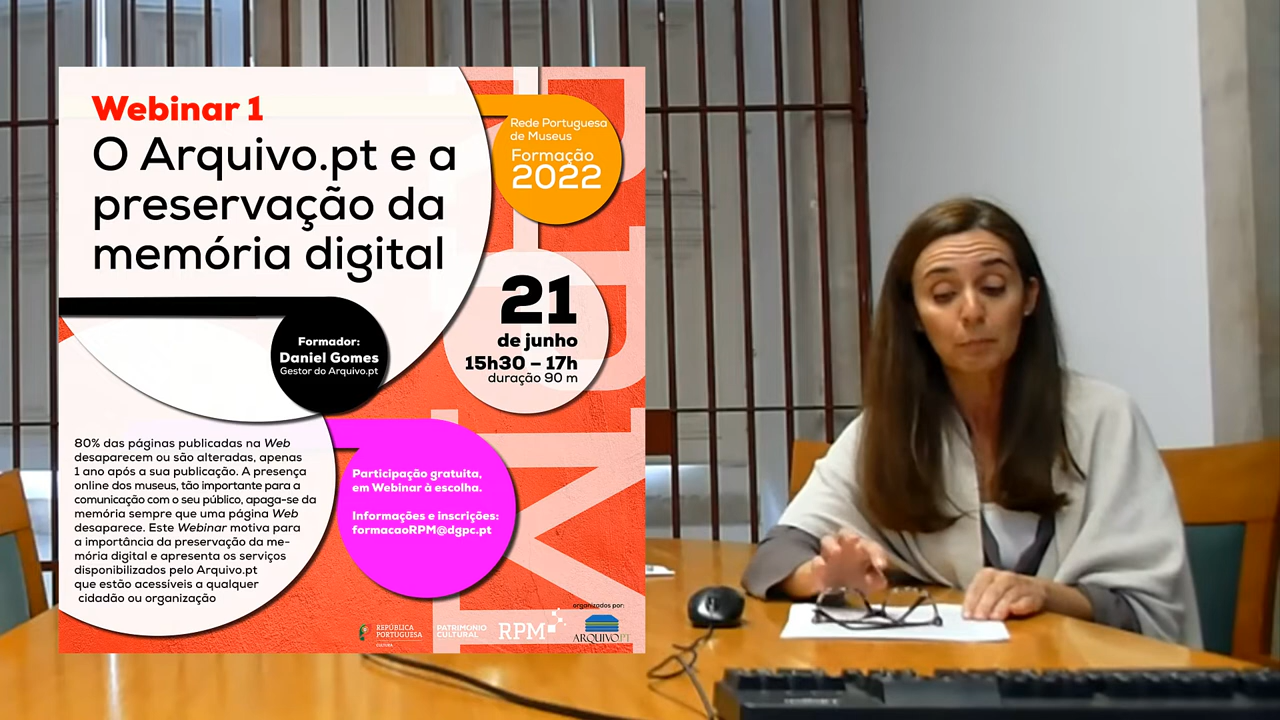 Webinar 1
O Arquivo.pt e a
preservação da
memória digital
Rede Portuguesa
de Museus
Formação
2022
21
de junho
15h30 – 17h
duração 90 m
Formador:
Daniel Gomes
Gestor do Arquivo.pt
80% das páginas publicadas na Web
desaparecem ou são alteradas, apenas
1 ano após a sua publicação. A presença
online dos museus, tão importante para a
comunicação com o seu público, apaga-se da
memória sempre que uma página Web
desaparece. Este Webinar motiva para
a importância da preservação da me-
mória digital e apresenta os serviços
disponibilizados pelo Arquivo.pt
que estão acessíveis a qualquer
cidadão ou organização
Participação gratuita,
em Webinar à escolha.
Informações e inscrições:
formacaoRPM@dgpc.pt
organizados por:
REPÚBLICA
PORTUGUESA
CULTURA
PATRIMÓNIO
CULTURAL
RPM
ARQUIVO.PT
RPM